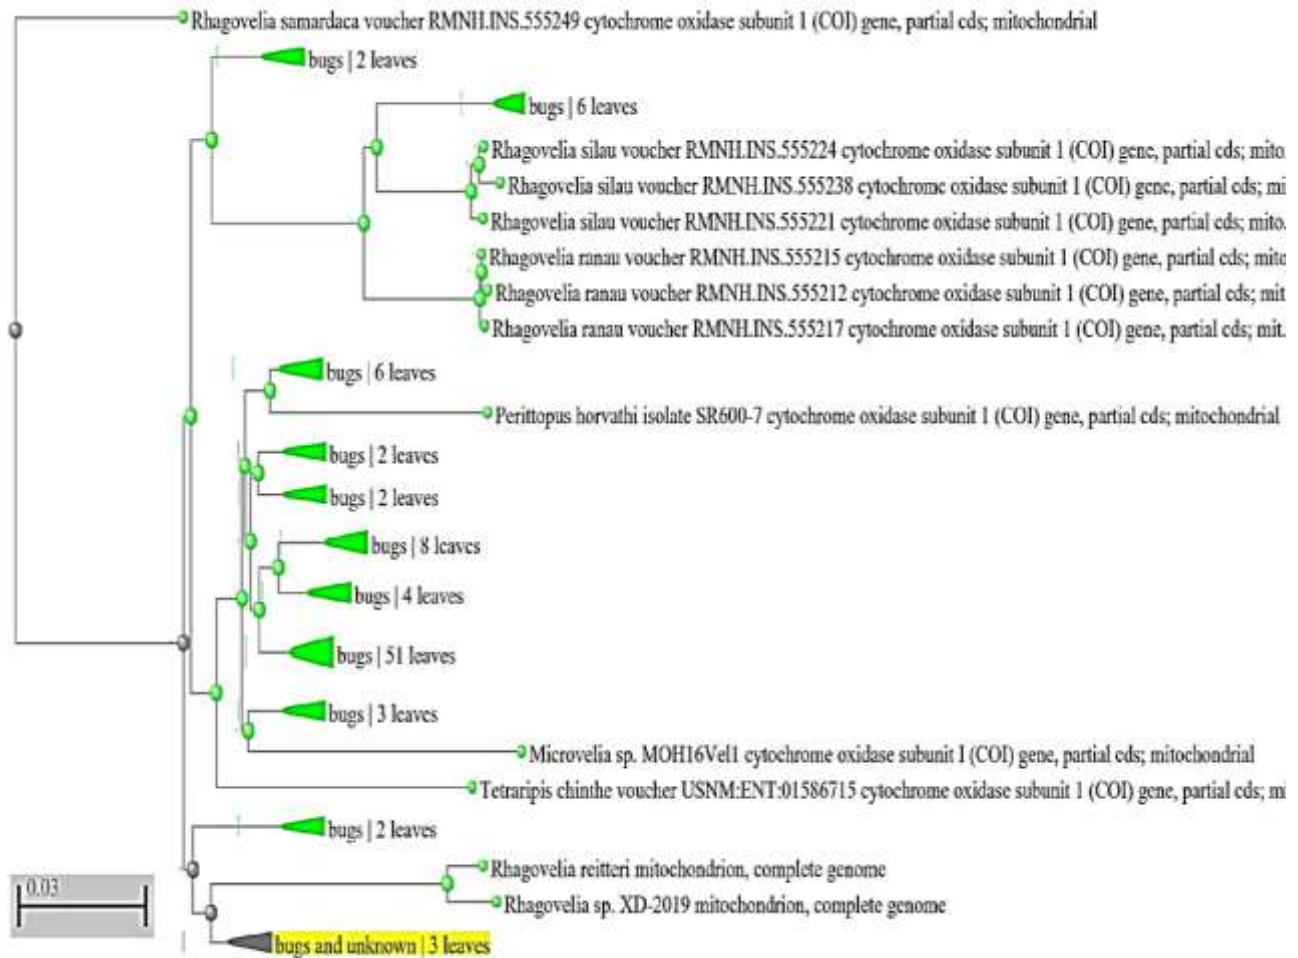 Rhagovelia samardaca voucher RMNH.INS.555249 cytochrome oxidase subunit 1 (COI) gene, partial cds; mitochondrial
bugs | 2 leaves
bugs | 6 leaves
Rhagovelia silau voucher RMNH.INS.555224 cytochrome oxidase subunit 1 (COI) gene, partial cds; mito.
Rhagovelia silau voucher RMNH.INS.555238 cytochrome oxidase subunit 1 (COI) gene, partial cds; mi
Rhagovelia silau voucher RMNH.INS.555221 cytochrome oxidase subunit 1 (COI) gene, partial cds; mito.
Rhagovelia ranau voucher RMNH.INS.555215 cytochrome oxidase subunit 1 (COI) gene, partial cds; mito
Rhagovelia ranau voucher RMNH.INS.555212 cytochrome oxidase subunit 1 (COI) gene, partial cds; mit
Rhagovelia ranau voucher RMNH.INS.555217 cytochrome oxidase subunit 1 (COI) gene, partial cds; mit.
bugs | 6 leaves
Perittopus horvathi isolate SR600-7 cytochrome oxidase subunit 1 (COI) gene, partial cds; mitochondrial
bugs | 2 leaves
bugs | 2 leaves
bugs | 8 leaves
bugs | 4 leaves
bugs | 51 leaves
bugs | 3 leaves
Microvelia sp. MOH16Vel1 cytochrome oxidase subunit I (COI) gene, partial cds; mitochondrial
Tetraripis chinthe voucher USNM:ENT:01586715 cytochrome oxidase subunit 1 (COI) gene, partial cds; mi
bugs | 2 leaves
Rhagovelia reitteri mitochondrion, complete genome
0.03
Rhagovelia sp. XD-2019 mitochondrion, complete genome
bugs and unknown | 3 leaves